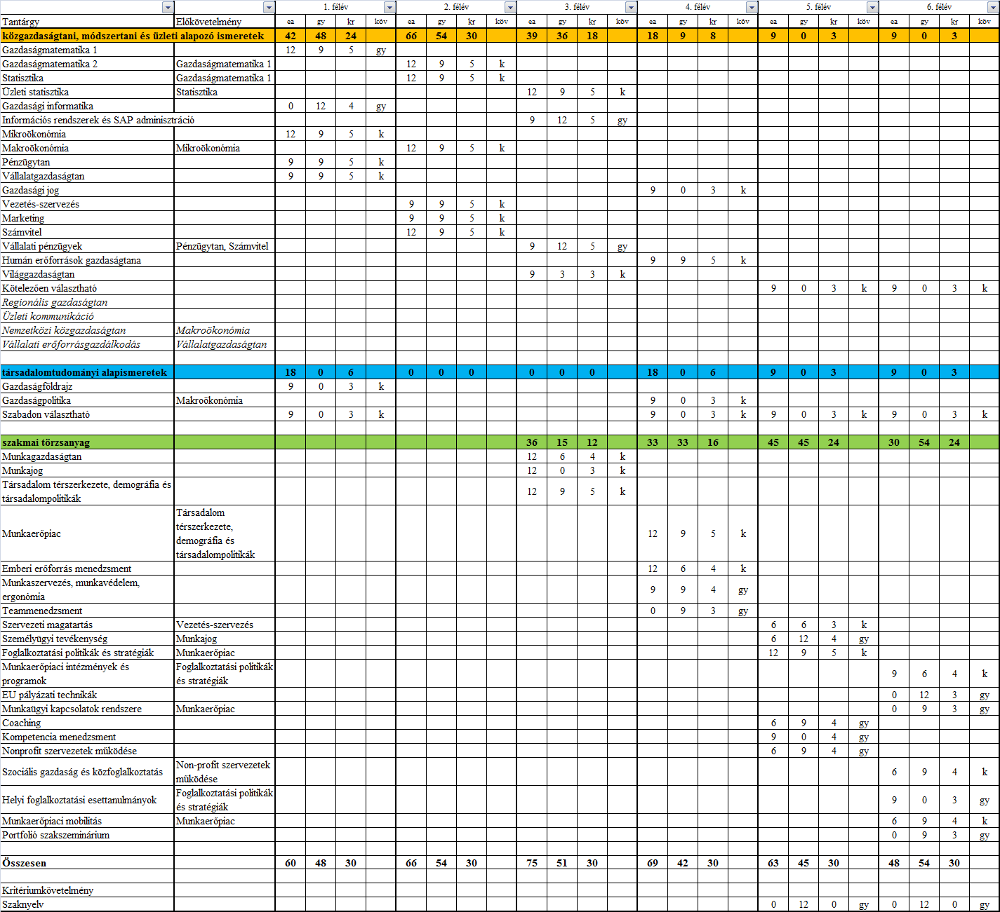 1. félév 2. félév 3. félév 4. félév 5. félév 6. félév
Tantárgy Előkövetelmény ea gy kr köv ea gy kr köv ea gy kr köv ea gy kr köv ea gy kr köv ea gy kr köv
közgazdaságtani, módszertani és üzleti alapozó ismeretek 42 48 24 66 54 30 39 36 18 18 9 8 9 0 3 9 0 3
Gazdaságmatematika 1 12 9 5 gy
Gazdaságmatematika 2 Gazdaságmatematika 1 12 9 5 k
Statisztika Gazdaságmatematika 1 12 9 5 k
Üzleti statisztika Statisztika 12 9 5 k
Gazdasági informatika 0 12 4 gy
Információs rendszerek és SAP adminisztráció 9 12 5 gy
Mikroökonómia 12 9 5 k
Makroökonómia Mikroökonómia 12 9 5 k
Pénzügytan 9 9 5 k
Vállalatgazdaságtan 9 9 5 k
Gazdasági jog 9 0 3 k
Vezetés-szervezés 9 9 5 k
Marketing 9 9 5 k
Számvitel 12 9 5 k
Vállalati pénzügyek Pénzügytan, Számvitel 9 12 5 gy
Humán erőforrások gazdaságtana 9 9 5 k
Világgazdaságtan 9 3 3 k
Kötelezően választható 9 0 3 k 9 0 3 k
Regionális gazdaságtan
Üzleti kommunikáció
Nemzetközi közgazdaságtan Makroökonómia
Vállalati erőforrásgazdálkodás Vállalatgazdaságtan
társadalomtudományi alapismeretek 18 0 6 0 0 0 0 0 0 18 0 6 9 0 3 9 0 3
Gazdaságföldrajz 9 0 3 k
Gazdaságpolitika Makroökonómia 9 0 3 k
Szabadon választható 9 0 3 k 9 0 3 k 9 0 3 k 9 0 3 k
szakmai törzsanyag 36 15 12 33 33 16 45 45 24 30 54 24
Munkagazdaságtan 12 6 4 k
Munkajog 12 0 3 k
Társadalom térszerkezete, demográfia és
társadalompolitikák 12 9 5 k
Társadalom
térszerkezete,
Munkaerőpiac 12 9 5 k
demográfia és
társadalompolitikák
Emberi erőforrás menedzsment 12 6 4 k
Munkaszervezés, munkavédelem,
ergonómia 9 9 4 gy
Teammenedzsment 0 9 3 gy
Szervezeti magatartás Vezetés-szervezés 6 6 3 k
Személyügyi tevékenység Munkajog 6 12 4 gy
Foglalkoztatási politikák és stratégiák Munkaerőpiac 12 9 5 k
Munkaerőpiaci intézmények és Foglalkoztatási politikák
programok és stratégiák 9 6 4 k
EU pályázati technikák 0 12 3 gy
Munkaügyi kapcsolatok rendszere Munkaerőpiac 0 9 3 gy
Coaching 6 9 4 gy
Kompetencia menedzsment 9 0 4 gy
Nonprofit szervezetek működése 6 9 4 gy
Szociális gazdaság és közfoglalkoztatás Non-profit szervezetek
működése 6 9 4 k
Helyi foglalkoztatási esettanulmányok Foglalkoztatási politikák
és stratégiák 9 0 3 gy
Munkaerőpiaci mobilitás Munkaerőpiac 6 9 4 k
Portfolió szakszeminárium 0 9 3 gy
Összesen 60 48 30 66 54 30 75 51 30 69 42 30 63 45 30 48 54 30
Kritériumkövetelmény
Szaknyelv 0 12 0 gy 0 12 0 gy